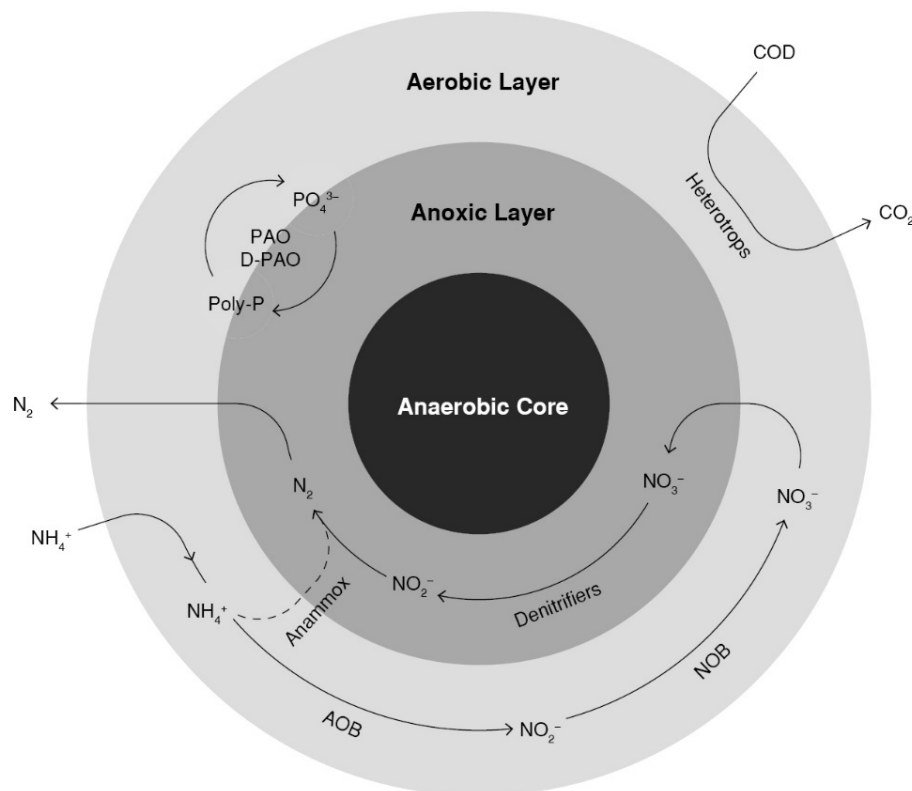 COD
Aerobic Layer
PO₄³⁻
Heterotrops
CO₂
Anoxic Layer
PAO
D-PAO
Poly-P
N₂
Anaerobic Core
N₂
NO₃⁻
NO₃⁻
NH₄⁺
NO₂⁻
NH₄⁺
Anammox
Denitrifiers
NOB
AOB
NO₂⁻